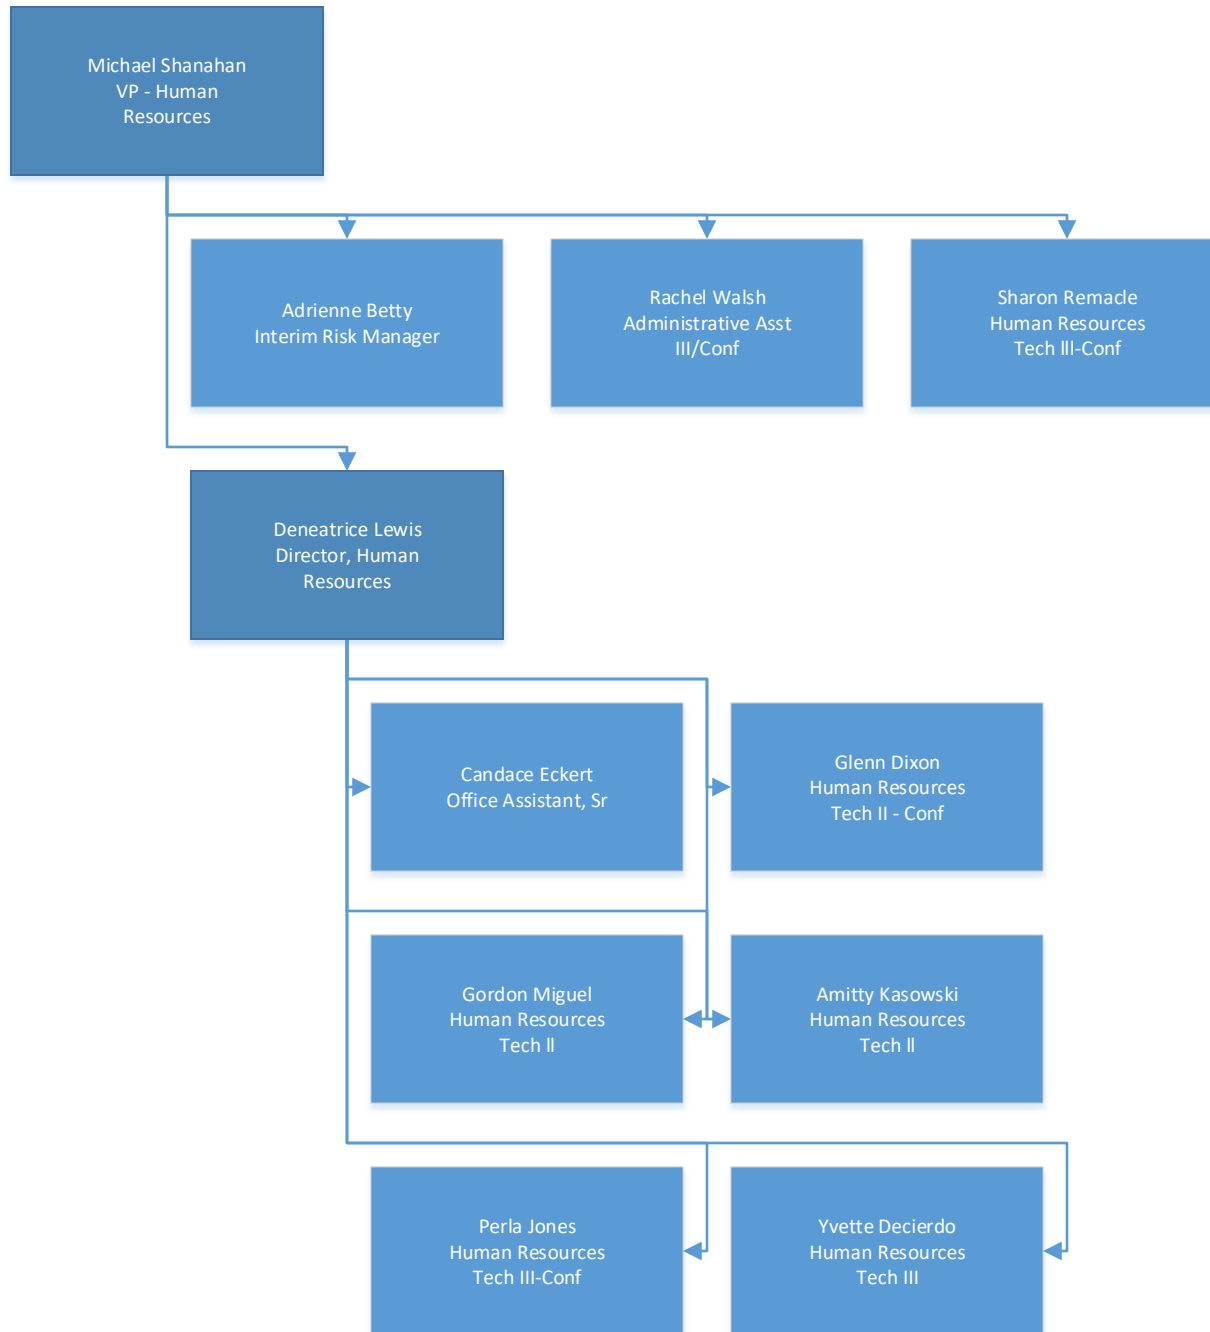 Michael Shanahan
VP - Human
Resources
Adrienne Betty
Interim Risk Manager
Rachel Walsh
Administrative Asst
III/Conf
Sharon Remacle
Human Resources
Tech lll-Conf
Deneatrice Lewis
Director, Human
Resources
Candace Eckert
Office Assistant, Sr
Glenn Dixon
Human Resources
Tech II - Conf
Gordon Miguel
Human Resources
Tech ll
Amitty Kasowski
Human Resources
Tech ll
Perla Jones
Human Resources
Tech III-Conf
Yvette Decierdo
Human Resources
Tech III